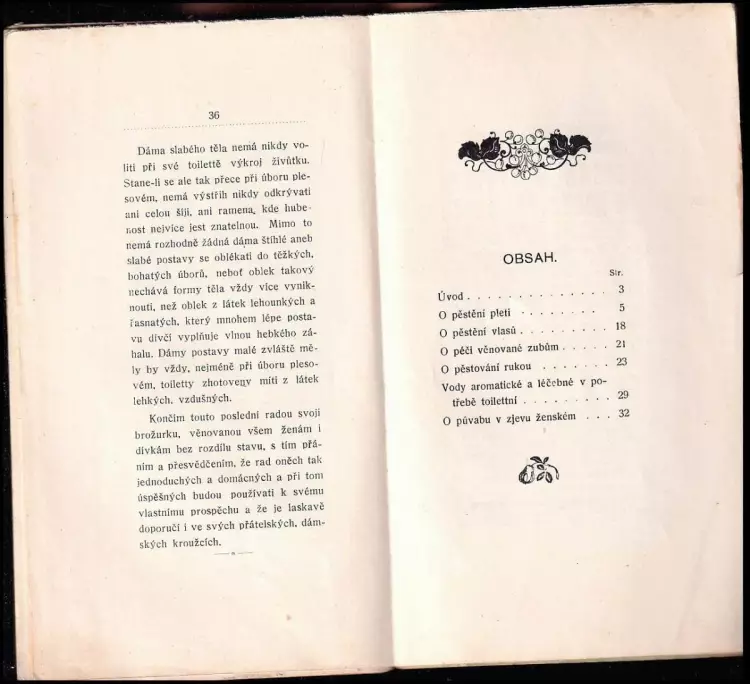 36
Dáma slabého těla nemá nikdy vo-
liti při své toilettě výkroj živůtku.
Stane-li se ale tak přece při úboru ple-
sovém, nemá výstřih nikdy odkrývati
ani celou šíji, ani ramena, kde hube-
nost nejvíce jest znatelnou. Mimo to
nemá rozhodně žádná dáma štíhlé aneb
slabé postavy se oblékati do těžkých,
bohatých úborů, neboť oblek takový
nechává formy těla vždy více vynik-
nouti, než oblek z látek lehounkých a
řasnatých, který mnohem lépe posta-
vu dívčí vyplňuje vlnou hebkého zá-
halu. Dámy postavy malé zvláště mě-
ly by vždy, nejméně při úboru pleso-
vém, toiletty zhotoveny míti z látek
lehkých, vzdušných.
Končím touto poslední radou svoji
brožurku, věnovanou všem ženám i
dívkám bez rozdílu stavu, s tím přá-
ním a přesvědčením, že rad oněch tak
jednoduchých a domácných a při tom
úspěšných budou používati k svému
vlastnímu prospěchu a že je laskavě
doporučí i ve svých přátelských, dám-
ských kroužcích.
OBSAH.
Str.
Úvod . . . . . . . . . . . . . 3
O pěstění pleti . . . . . . . 5
O pěstění vlasů . . . . . . . . 18
O péči věnované zubům . . . . . 21
O pěstování rukou . . . . . . . 23
Vody aromatické a léčebné v po-
třebě toilettní . . . . . . . . 29
O půvabu v zjevu ženském . . . 32